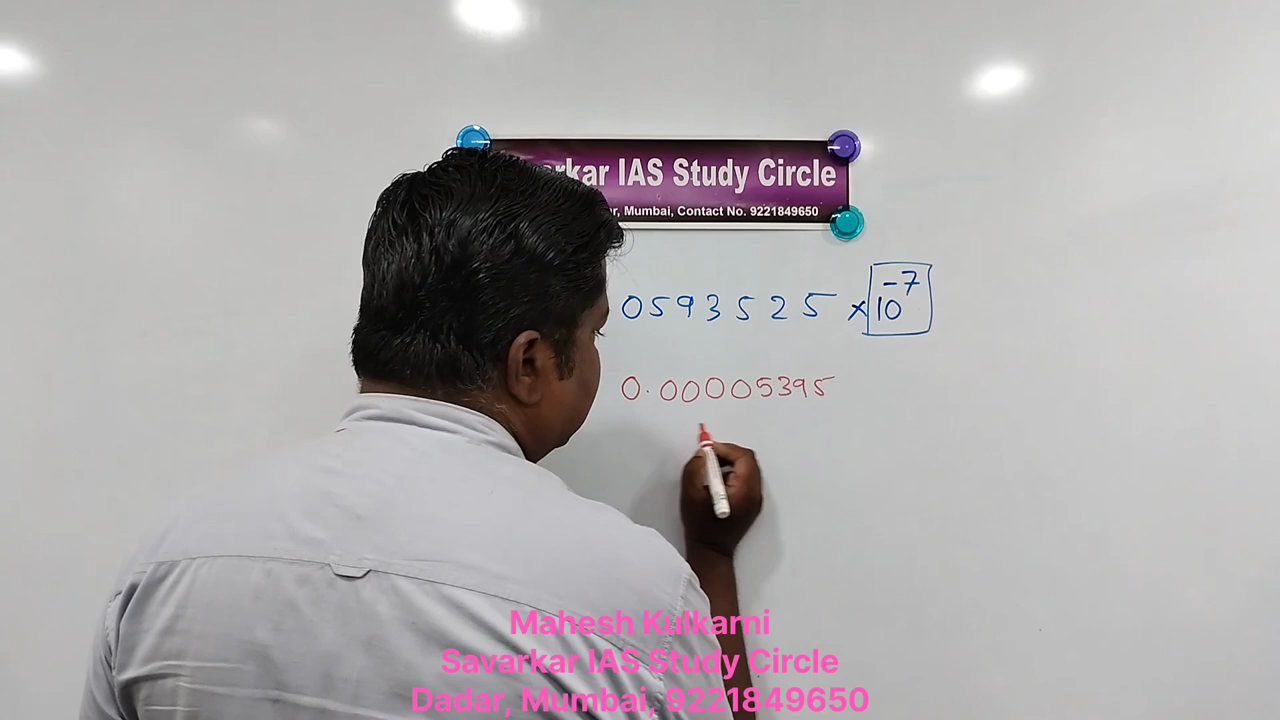 arkar IAS Study Circle
ar, Mumbai, Contact No. 9221849650
0593525 × 10⁻⁷
0.00005395
Mahesh Kulkarni
Savarkar IAS Study Circle
Dadar, Mumbai, 9221849650